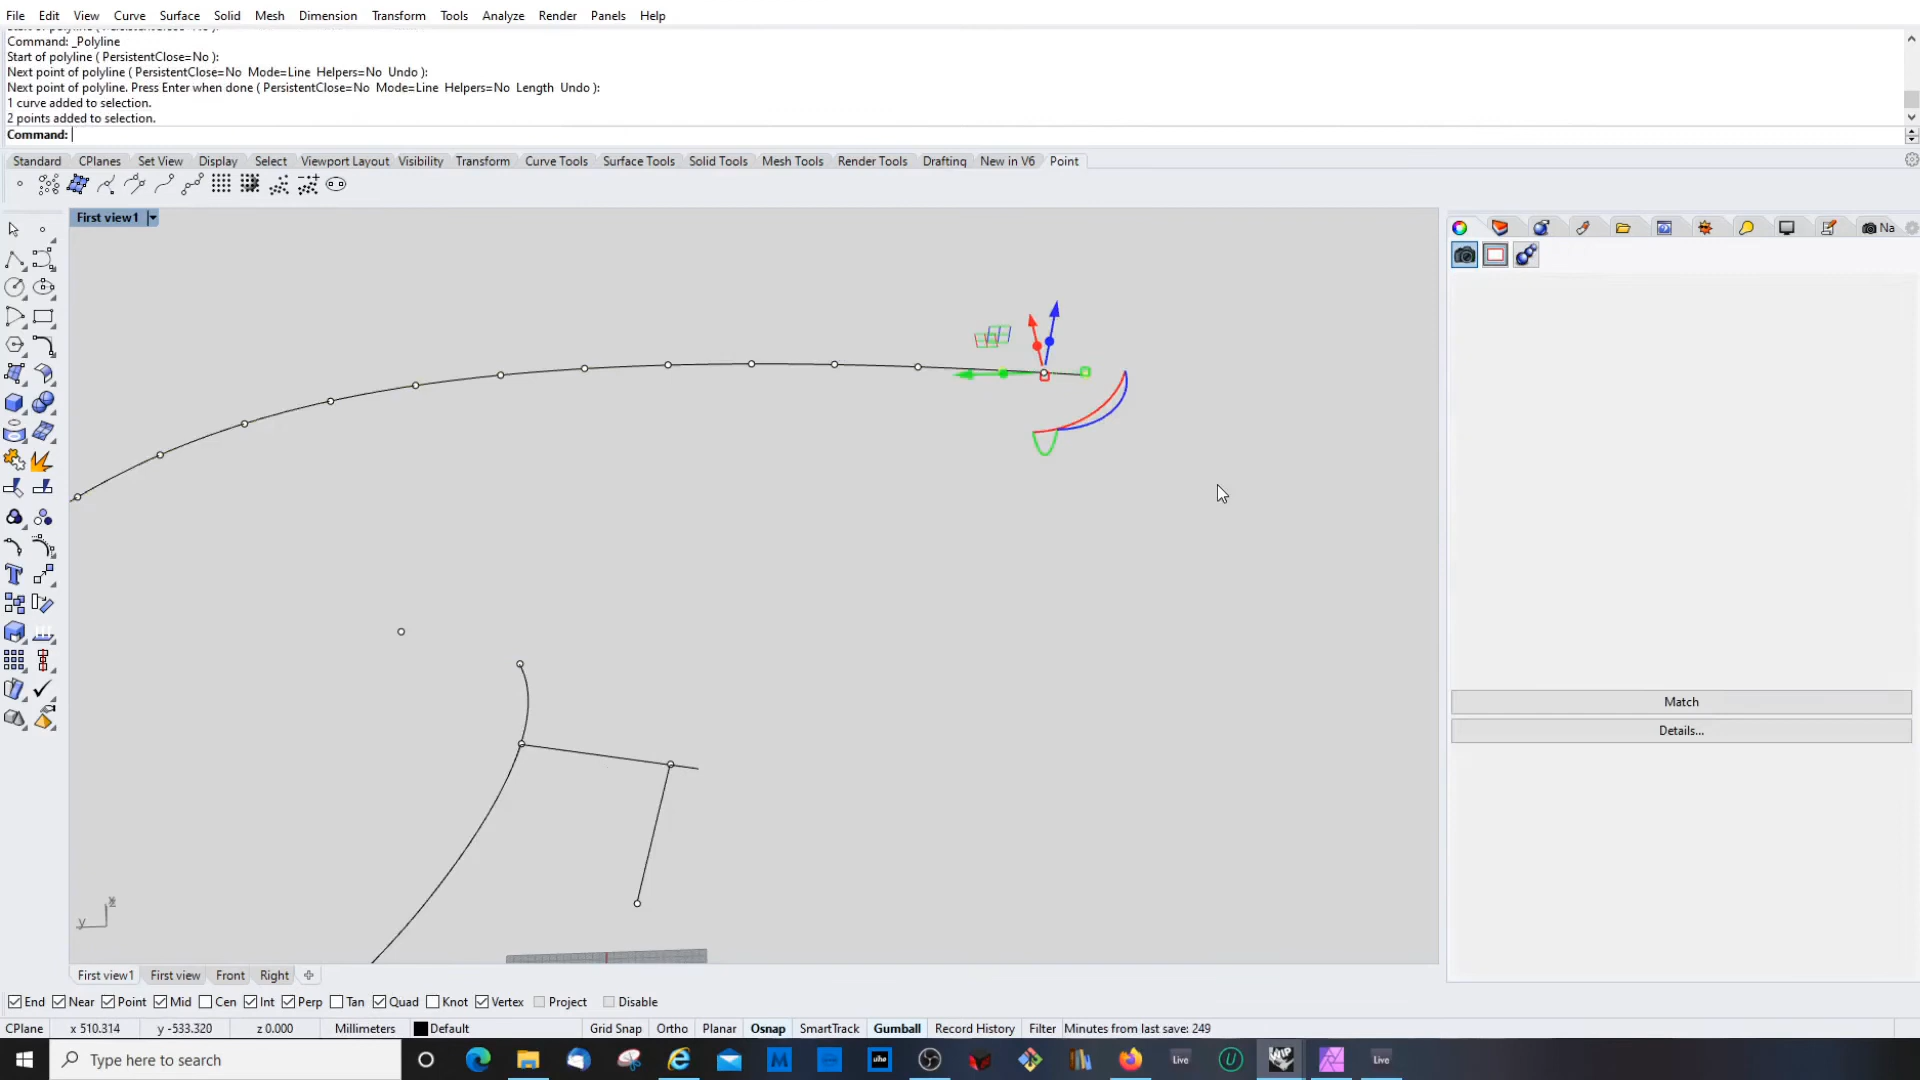 File Edit View Curve Surface Solid Mesh Dimension Transform Tools Analyze Render Panels Help
Command: _Polyline
Start of polyline ( PersistentClose=No ):
Next point of polyline ( PersistentClose=No Mode=Line Helpers=No Undo ):
Next point of polyline. Press Enter when done ( PersistentClose=No Mode=Line Helpers=No Length Undo ):
1 curve added to selection.
2 points added to selection.
Command:
Standard CPlanes Set View Display Select Viewport Layout Visibility Transform Curve Tools Surface Tools Solid Tools Mesh Tools Render Tools Drafting New in V6 Point
First view1
Na
Match
Details...
y
First view1 First view Front Right
End Near Point Mid Cen Int Perp Tan Quad Knot Vertex Project Disable
CPlane x 510.314 y -533.320 z 0.000 Millimeters Default Grid Snap Ortho Planar Osnap SmartTrack Gumball Record History Filter Minutes from last save: 249
Type here to search uhe Live WIP Live